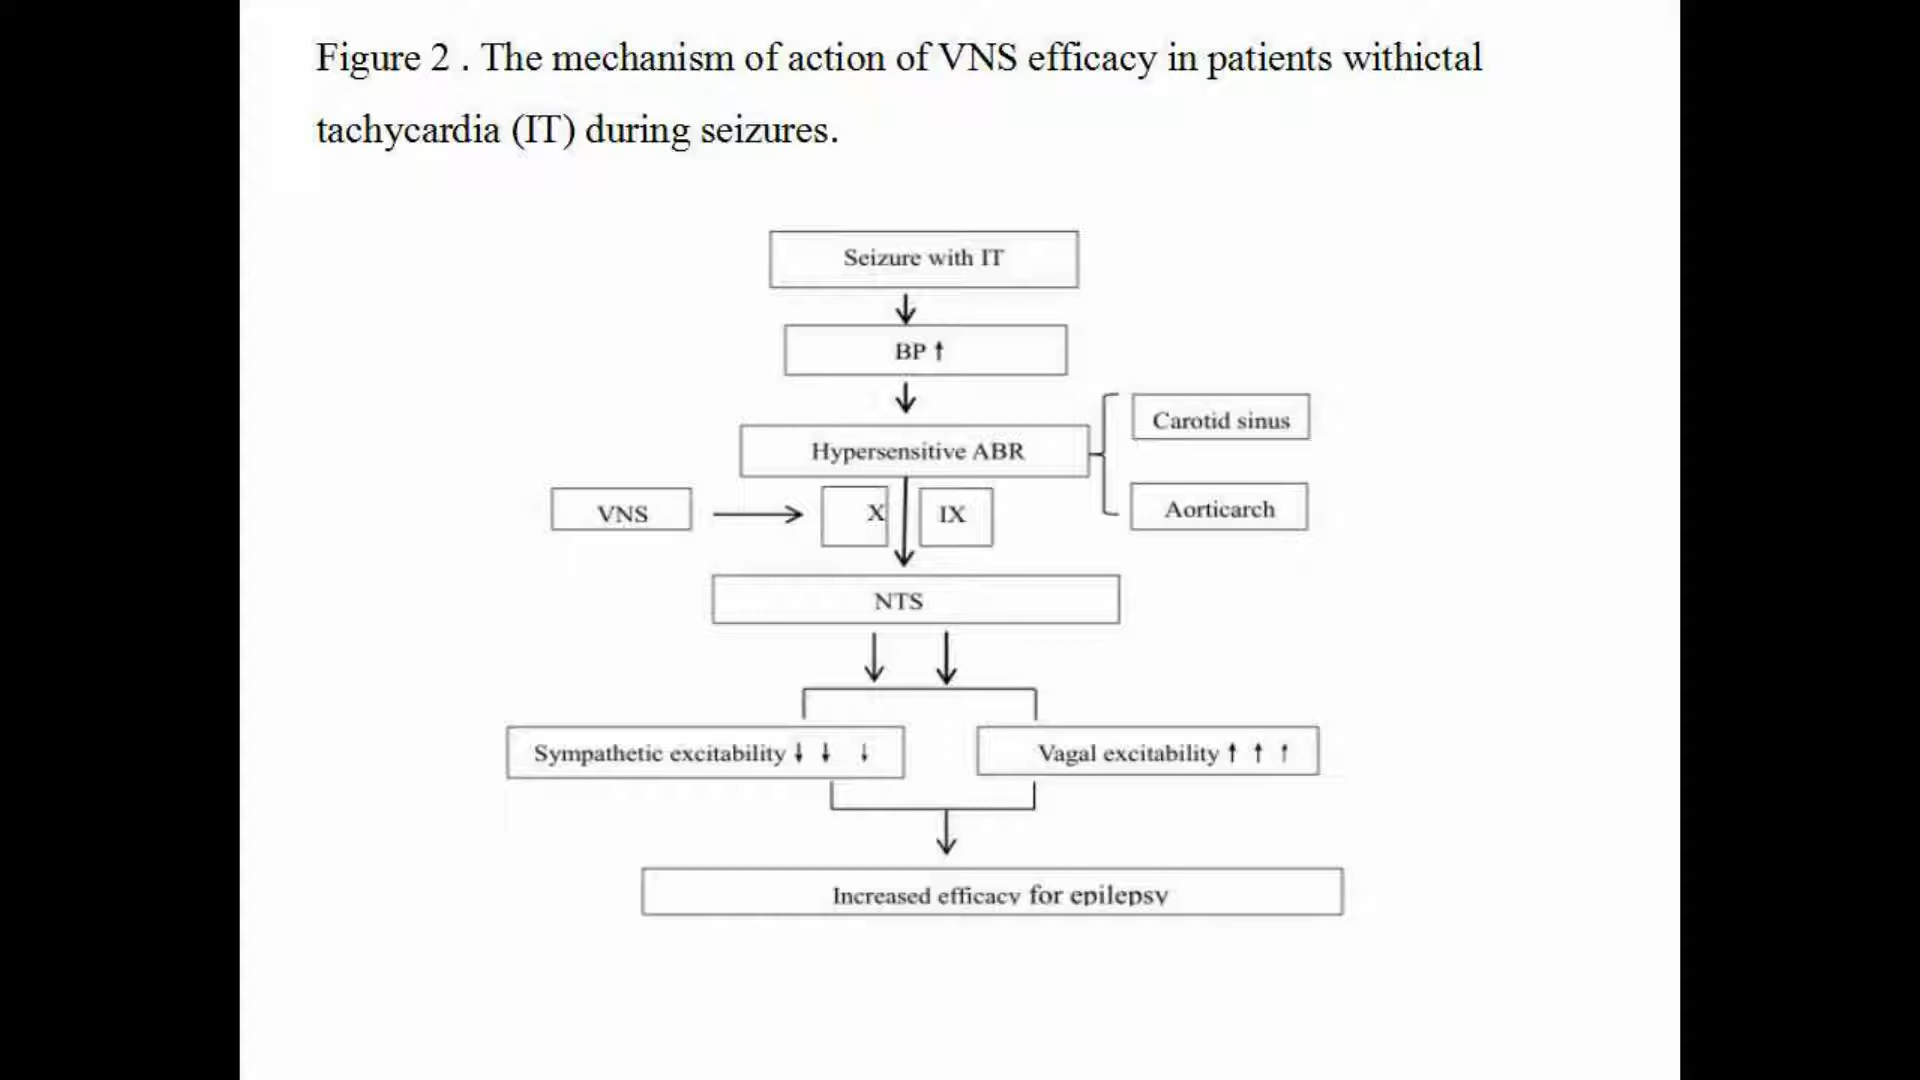 Figure 2 . The mechanism of action of VNS efficacy in patients withictal
tachycardia (IT) during seizures.
Seizure with IT
BP ↑
Hypersensitive ABR
Carotid sinus
Aorticarch
VNS
X
IX
NTS
Sympathetic excitability ↓ ↓ ↓
Vagal excitability ↑ ↑ ↑
Increased efficacy for epilepsy